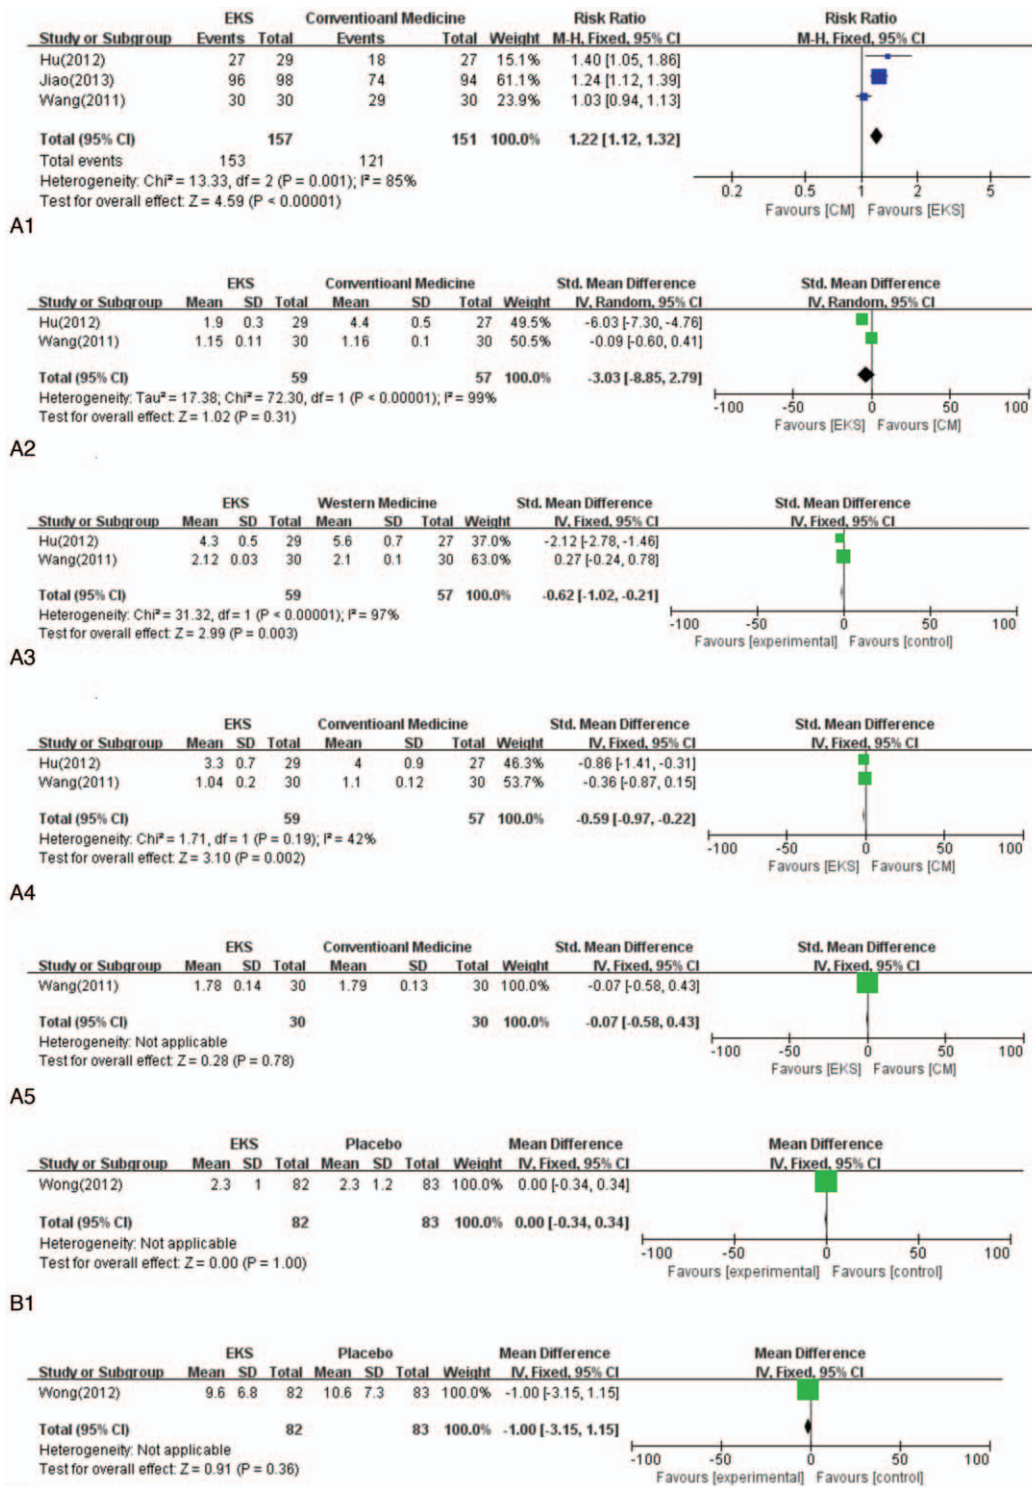 EKS Conventioanl Medicine Risk Ratio Risk Ratio
Study or Subgroup Events Total Events Total Weight M-H, Fixed, 95% CI M-H, Fixed, 95% CI
Hu(2012) 27 29 18 27 15.1% 1.40 [1.05, 1.86]
Jiao(2013) 96 98 74 94 61.1% 1.24 [1.12, 1.39]
Wang(2011) 30 30 29 30 23.9% 1.03 [0.94, 1.13]
Total (95% CI) 157 151 100.0% 1.22 [1.12, 1.32]
Total events 153 121
Heterogeneity: Chi² = 13.33, df = 2 (P = 0.001); I² = 85%
Test for overall effect: Z = 4.59 (P < 0.00001)
0.2 0.5 1 2 5
Favours [CM] Favours [EKS]
A1
EKS Conventioanl Medicine Std. Mean Difference Std. Mean Difference
Study or Subgroup Mean SD Total Mean SD Total Weight IV, Random, 95% CI IV, Random, 95% CI
Hu(2012) 1.9 0.3 29 4.4 0.5 27 49.5% -6.03 [-7.30, -4.76]
Wang(2011) 1.15 0.11 30 1.16 0.1 30 50.5% -0.09 [-0.60, 0.41]
Total (95% CI) 59 57 100.0% -3.03 [-8.85, 2.79]
Heterogeneity: Tau² = 17.38; Chi² = 72.30, df = 1 (P < 0.00001); I² = 99%
Test for overall effect: Z = 1.02 (P = 0.31)
-100 -50 0 50 100
Favours [EKS] Favours [CM]
A2
EKS Western Medicine Std. Mean Difference Std. Mean Difference
Study or Subgroup Mean SD Total Mean SD Total Weight IV, Fixed, 95% CI IV, Fixed, 95% CI
Hu(2012) 4.3 0.5 29 5.6 0.7 27 37.0% -2.12 [-2.78, -1.46]
Wang(2011) 2.12 0.03 30 2.1 0.1 30 63.0% 0.27 [-0.24, 0.78]
Total (95% CI) 59 57 100.0% -0.62 [-1.02, -0.21]
Heterogeneity: Chi² = 31.32, df = 1 (P < 0.00001); I² = 97%
Test for overall effect: Z = 2.99 (P = 0.003)
-100 -50 0 50 100
Favours [experimental] Favours [control]
A3
EKS Conventioanl Medicine Std. Mean Difference Std. Mean Difference
Study or Subgroup Mean SD Total Mean SD Total Weight IV, Fixed, 95% CI IV, Fixed, 95% CI
Hu(2012) 3.3 0.7 29 4 0.9 27 46.3% -0.86 [-1.41, -0.31]
Wang(2011) 1.04 0.2 30 1.1 0.12 30 53.7% -0.36 [-0.87, 0.15]
Total (95% CI) 59 57 100.0% -0.59 [-0.97, -0.22]
Heterogeneity: Chi² = 1.71, df = 1 (P = 0.19); I² = 42%
Test for overall effect: Z = 3.10 (P = 0.002)
-100 -50 0 50 100
Favours [EKS] Favours [CM]
A4
EKS Conventioanl Medicine Std. Mean Difference Std. Mean Difference
Study or Subgroup Mean SD Total Mean SD Total Weight IV, Fixed, 95% CI IV, Fixed, 95% CI
Wang(2011) 1.78 0.14 30 1.79 0.13 30 100.0% -0.07 [-0.58, 0.43]
Total (95% CI) 30 30 100.0% -0.07 [-0.58, 0.43]
Heterogeneity: Not applicable
Test for overall effect: Z = 0.28 (P = 0.78)
-100 -50 0 50 100
Favours [EKS] Favours [CM]
A5
EKS Placebo Mean Difference Mean Difference
Study or Subgroup Mean SD Total Mean SD Total Weight IV, Fixed, 95% CI IV, Fixed, 95% CI
Wong(2012) 2.3 1 82 2.3 1.2 83 100.0% 0.00 [-0.34, 0.34]
Total (95% CI) 82 83 100.0% 0.00 [-0.34, 0.34]
Heterogeneity: Not applicable
Test for overall effect: Z = 0.00 (P = 1.00)
-100 -50 0 50 100
Favours [experimental] Favours [control]
B1
EKS Placebo Mean Difference Mean Difference
Study or Subgroup Mean SD Total Mean SD Total Weight IV, Fixed, 95% CI IV, Fixed, 95% CI
Wong(2012) 9.6 6.8 82 10.6 7.3 83 100.0% -1.00 [-3.15, 1.15]
Total (95% CI) 82 83 100.0% -1.00 [-3.15, 1.15]
Heterogeneity: Not applicable
Test for overall effect: Z = 0.91 (P = 0.36)
-100 -50 0 50 100
Favours [experimental] Favours [control]